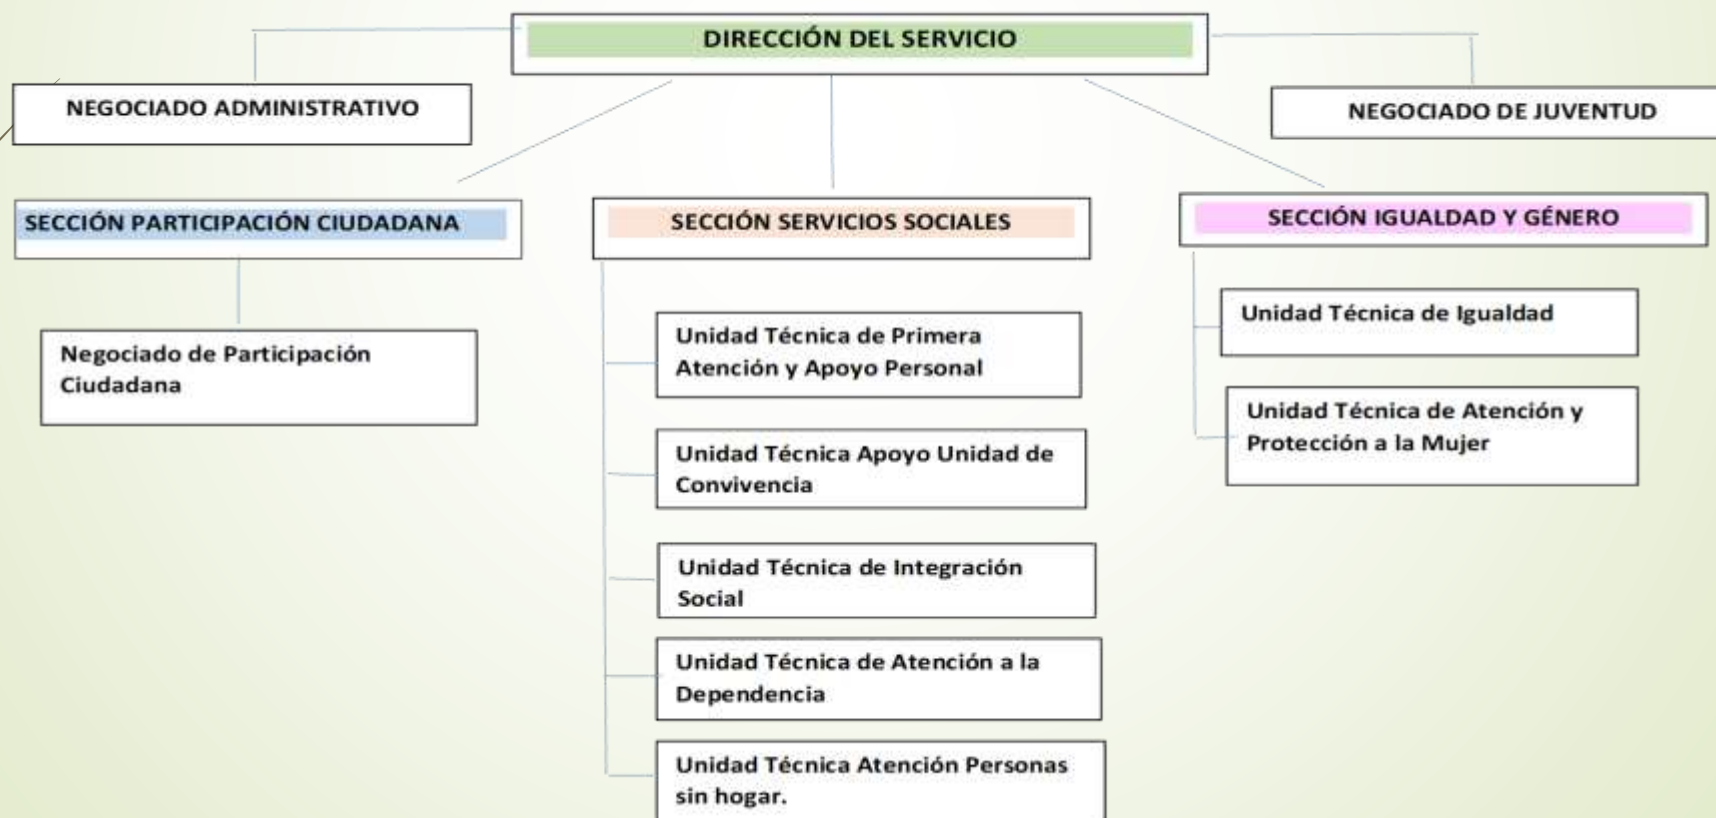 DIRECCIÓN DEL SERVICIO
NEGOCIADO ADMINISTRATIVO
NEGOCIADO DE JUVENTUD
SECCIÓN PARTICIPACIÓN CIUDADANA
Negociado de Participación
Ciudadana
SECCIÓN SERVICIOS SOCIALES
Unidad Técnica de Primera
Atención y Apoyo Personal
Unidad Técnica Apoyo Unidad de
Convivencia
Unidad Técnica de Integración
Social
Unidad Técnica de Atención a la
Dependencia
Unidad Técnica Atención Personas
sin hogar.
SECCIÓN IGUALDAD Y GÉNERO
Unidad Técnica de Igualdad
Unidad Técnica de Atención y
Protección a la Mujer